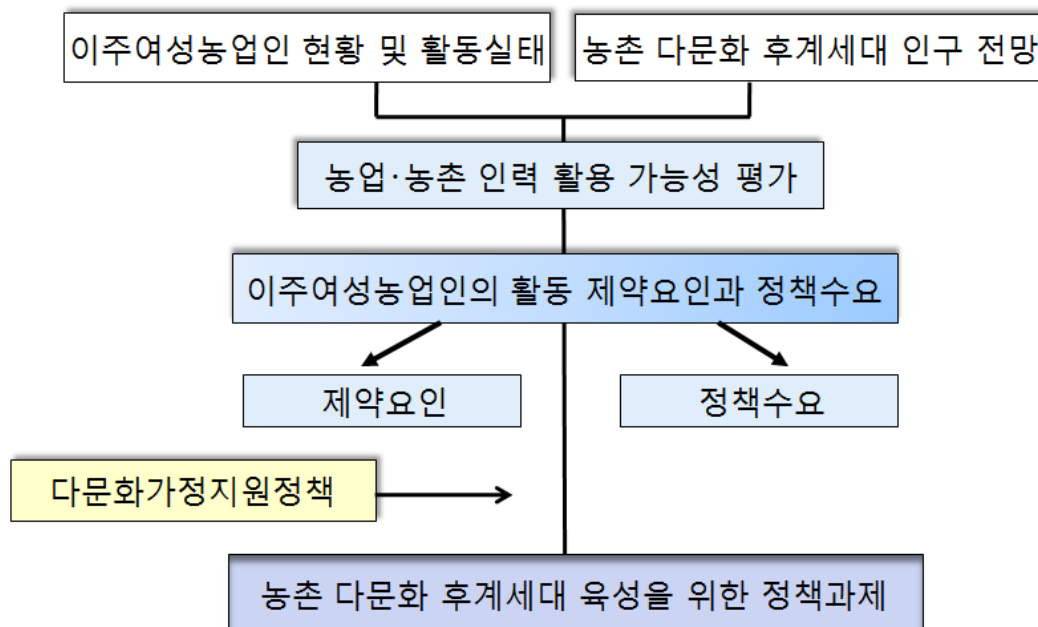 이주여성농업인 현황 및 활동실태
농촌 다문화 후계세대 인구 전망
농업·농촌 인력 활용 가능성 평가
이주여성농업인의 활동 제약요인과 정책수요
제약요인
정책수요
다문화가정지원정책
농촌 다문화 후계세대 육성을 위한 정책과제